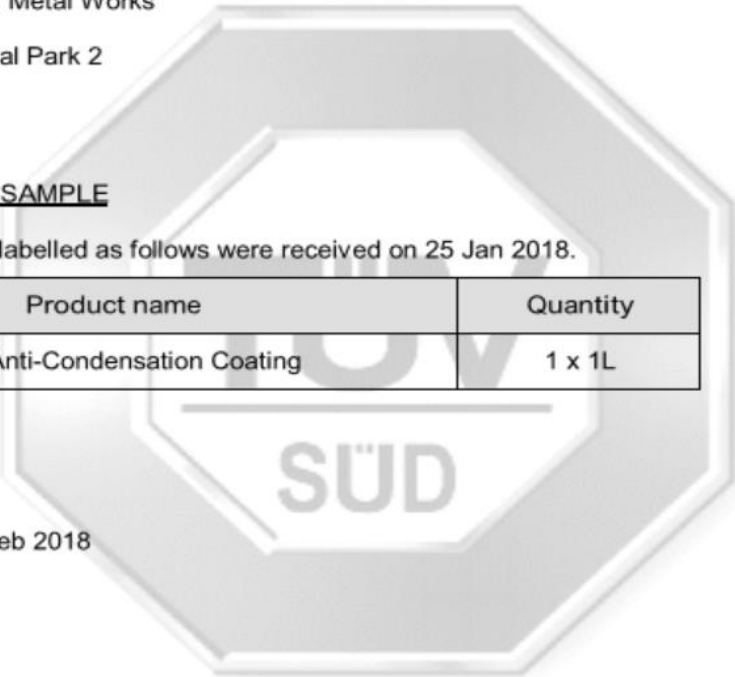 Metal Works
al Park 2
SAMPLE
labelled as follows were received on 25 Jan 2018.
Product name Quantity
Anti-Condensation Coating 1 x 1L
TÜV
SÜD
eb 2018